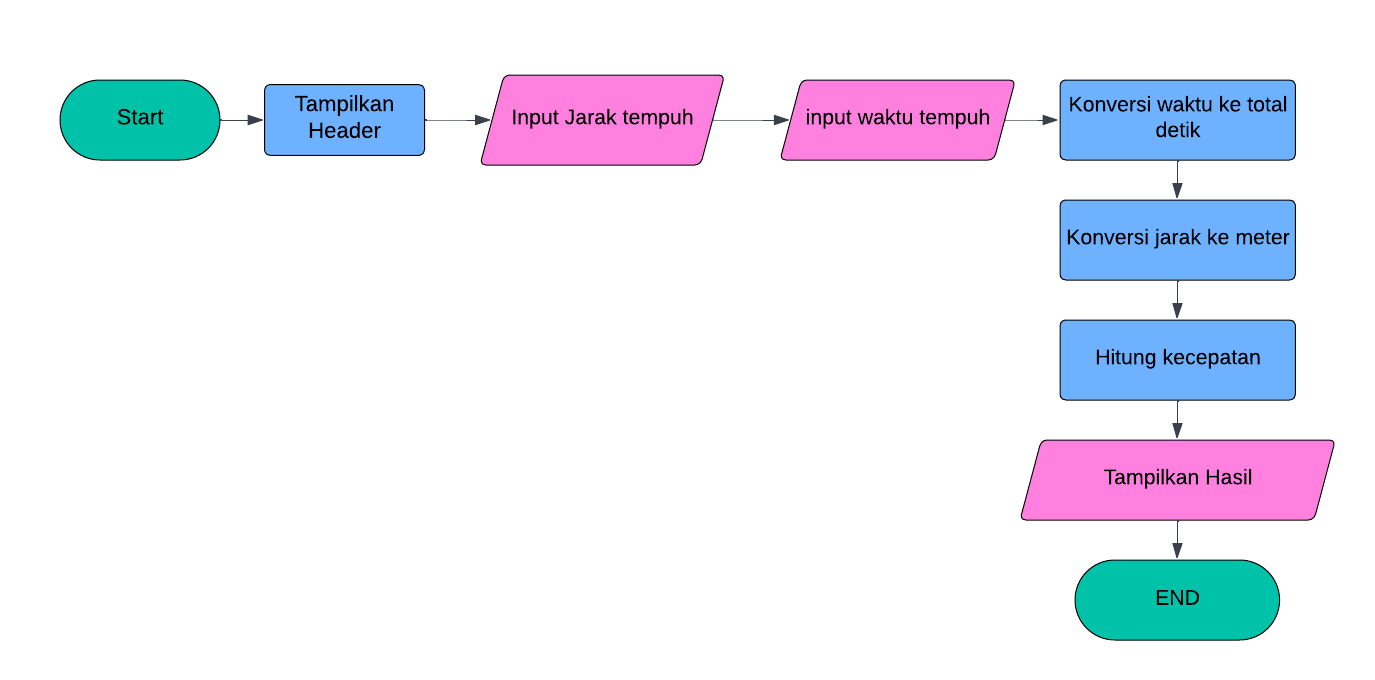 Start
Tampilkan
Header
Input Jarak tempuh
input waktu tempuh
Konversi waktu ke total
detik
Konversi jarak ke meter
Hitung kecepatan
Tampilkan Hasil
END